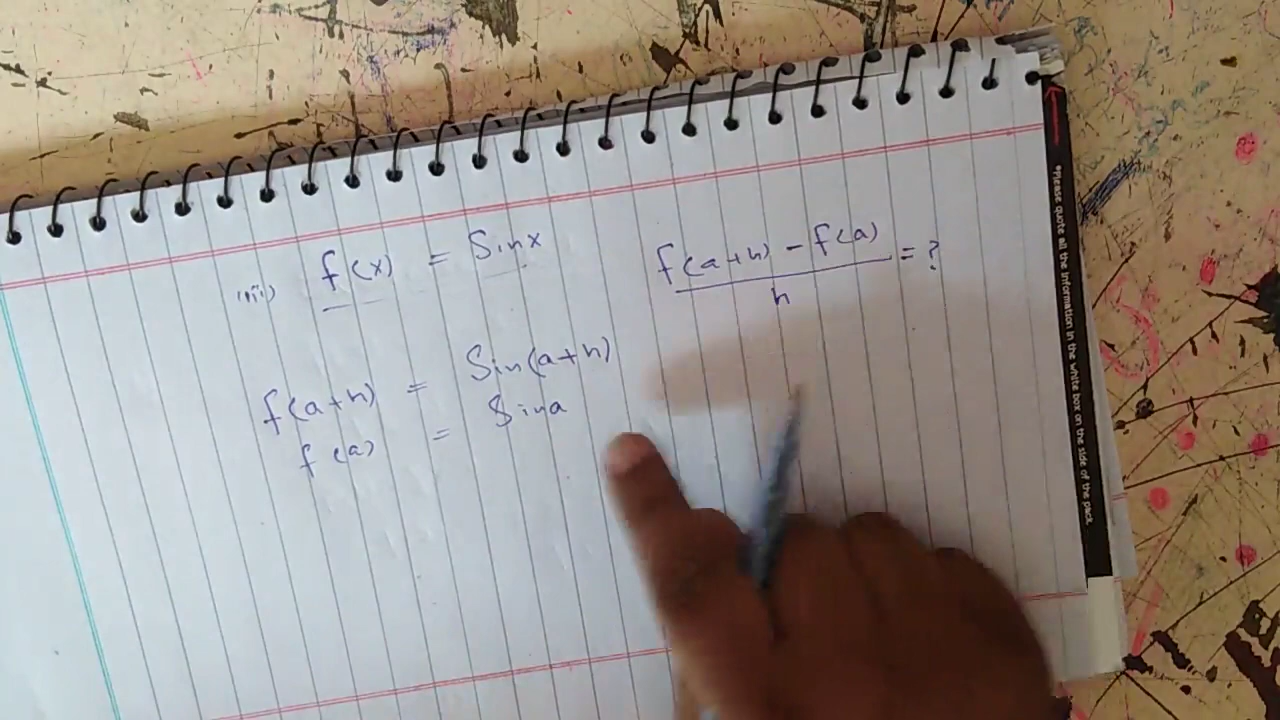 (iii) f(x) = Sinx f(a+h) - f(a) / h = ?
f(a+h) = Sin(a+h)
f(a) = Sina
*Please quote all the information in the white box on the side of the pack